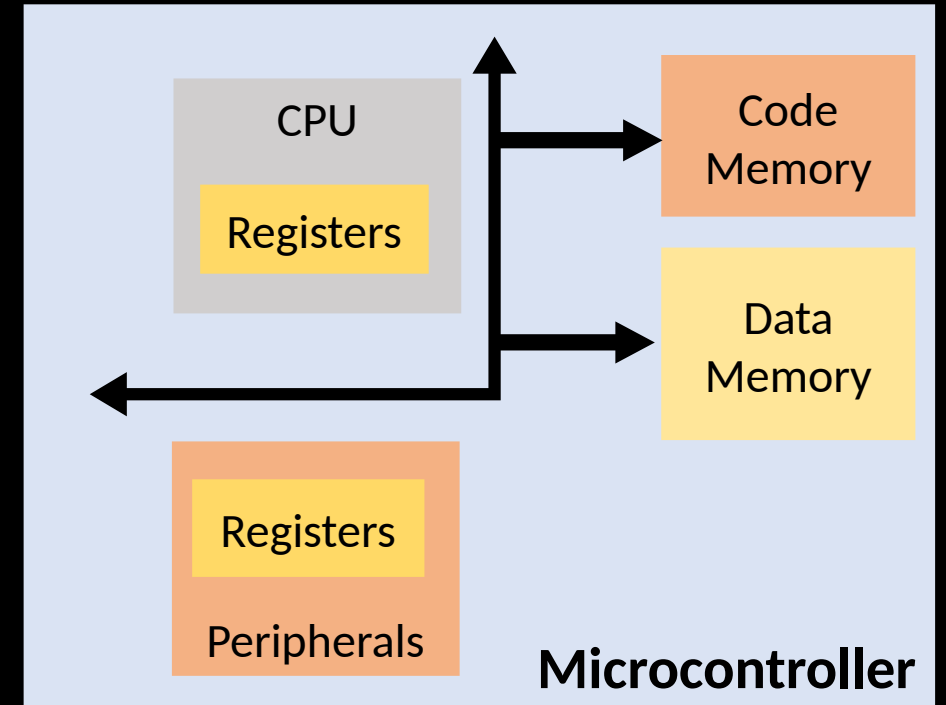 CPU
Registers
Code
Memory
Data
Memory
Registers
Peripherals
Microcontroller